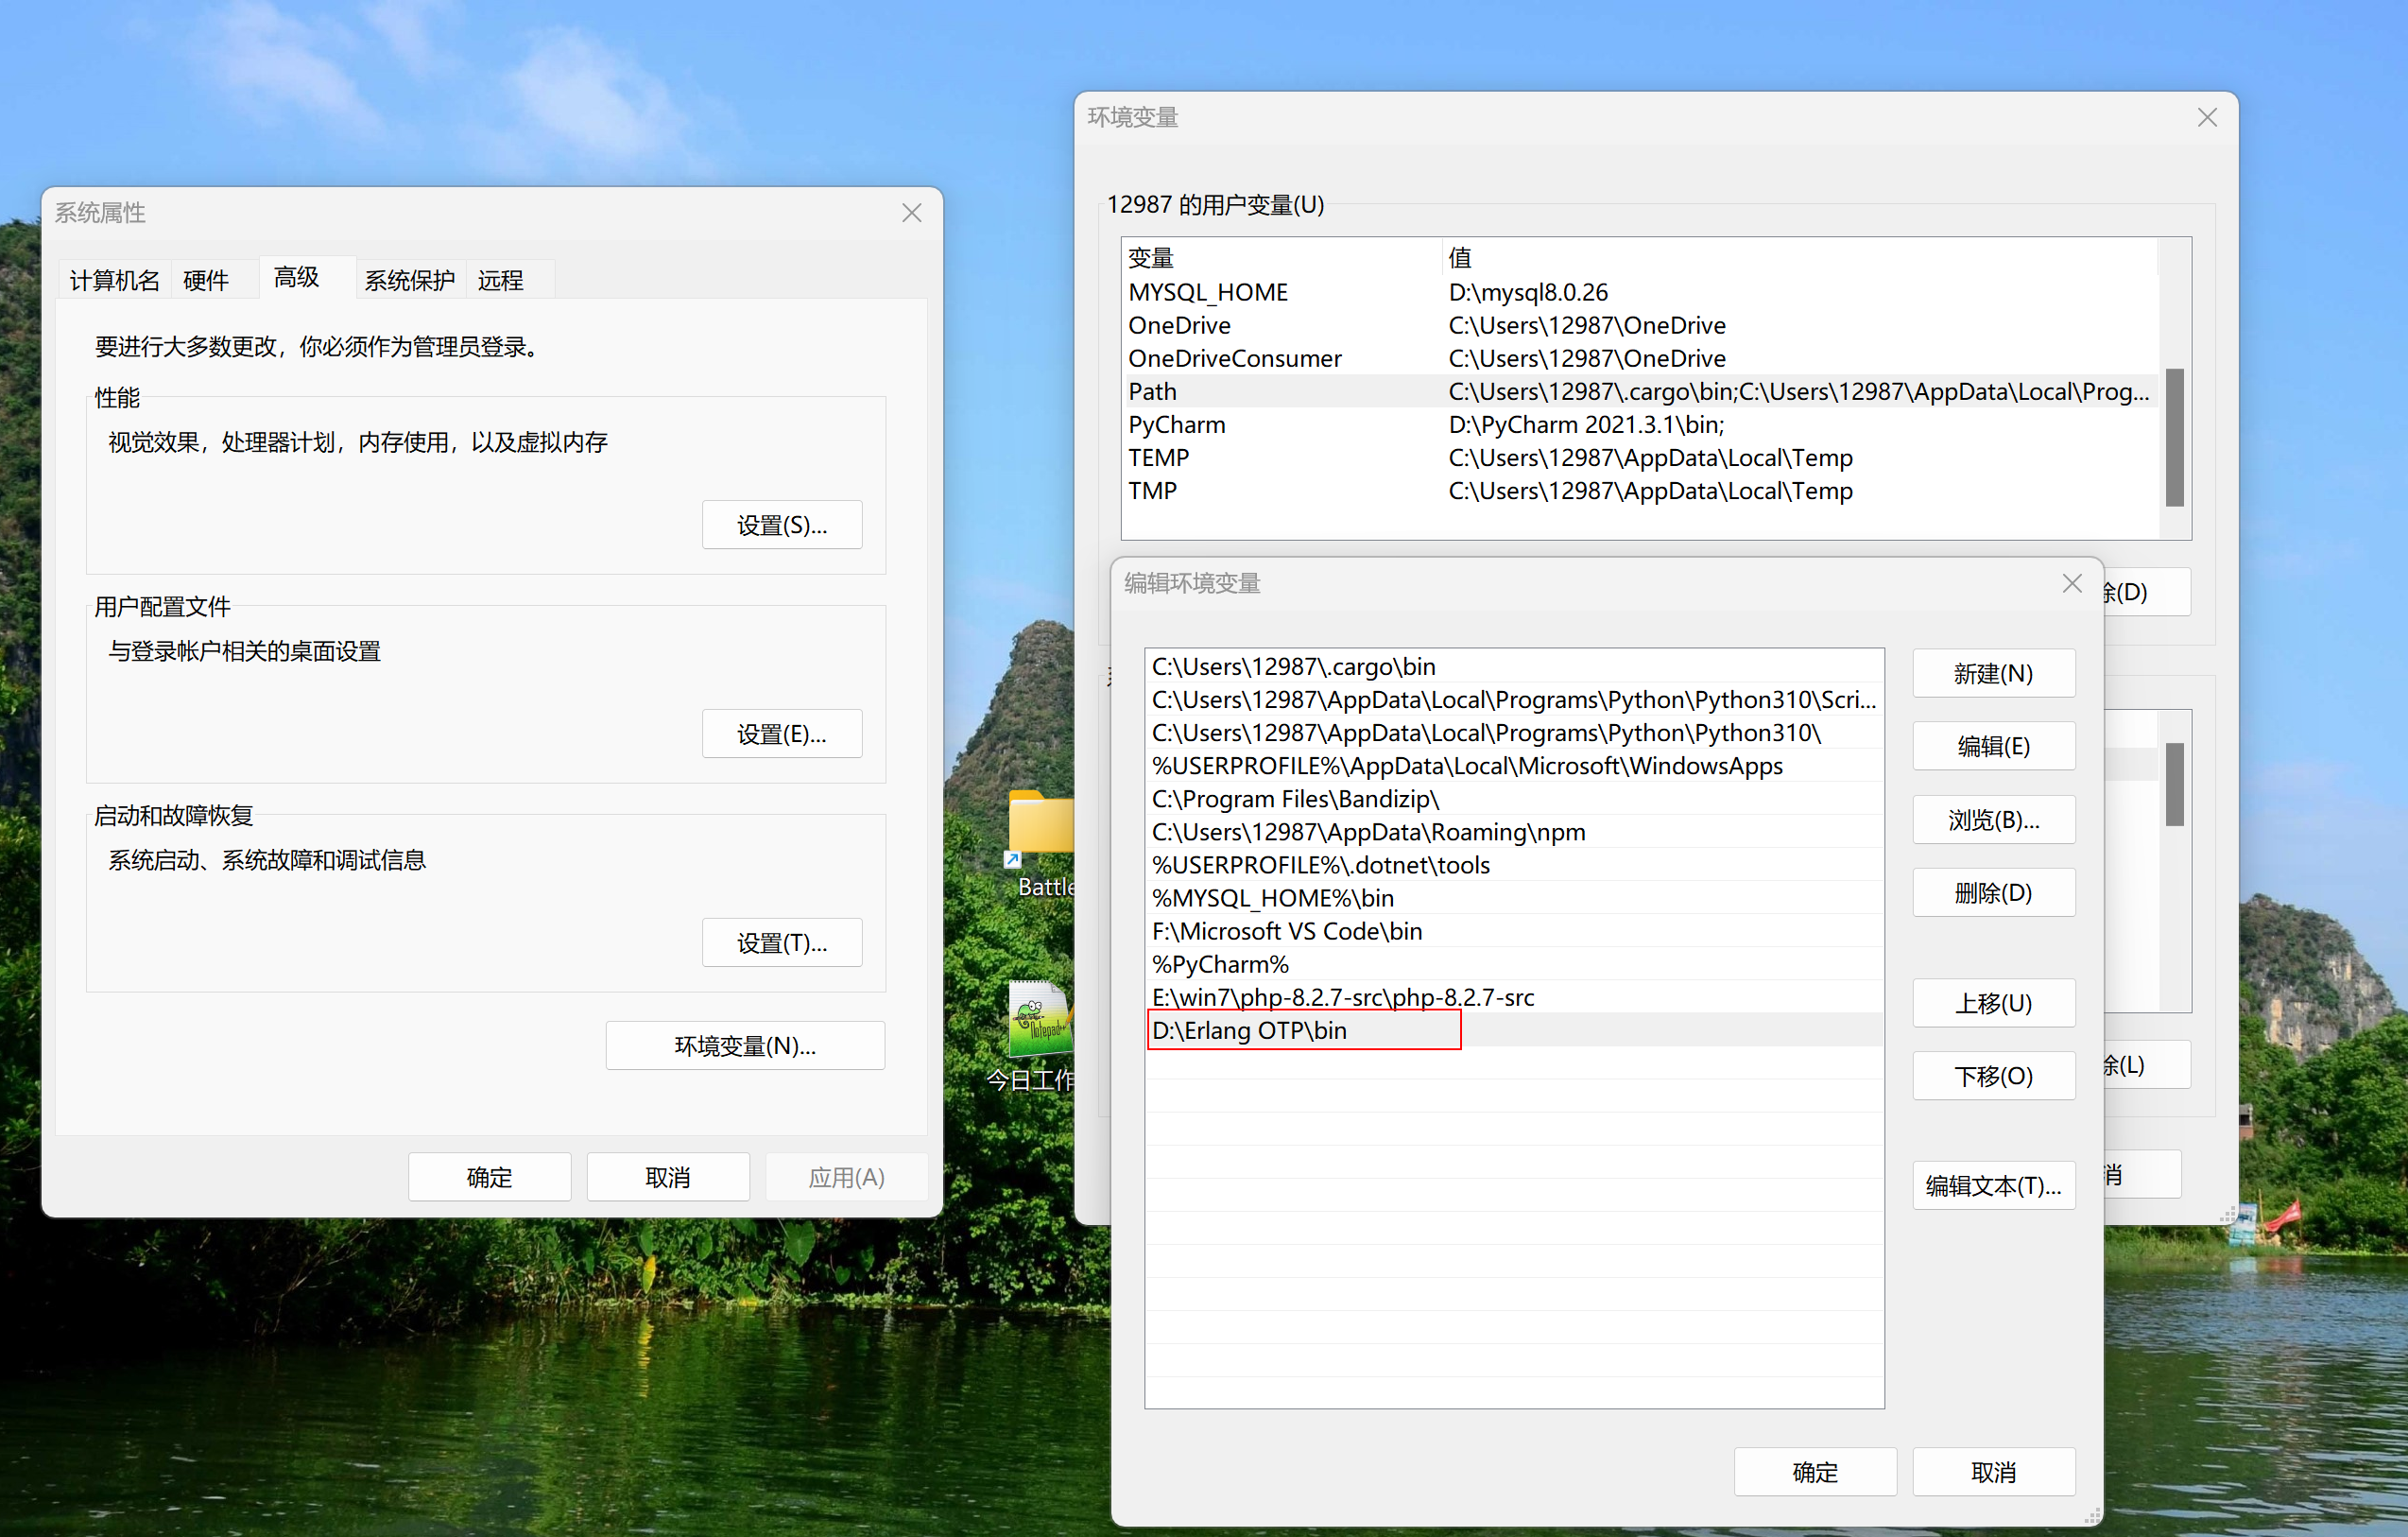 系统属性
计算机名 硬件 高级 系统保护 远程
要进行大多数更改，你必须作为管理员登录。
性能
视觉效果，处理器计划，内存使用，以及虚拟内存
设置(S)...
用户配置文件
与登录帐户相关的桌面设置
设置(E)...
启动和故障恢复
系统启动、系统故障和调试信息
设置(T)...
环境变量(N)...
确定 取消 应用(A)
Battle
Notepad++
今日工作
环境变量
12987 的用户变量(U)
变量 值
MYSQL_HOME D:\mysql8.0.26
OneDrive C:\Users\12987\OneDrive
OneDriveConsumer C:\Users\12987\OneDrive
Path C:\Users\12987\.cargo\bin;C:\Users\12987\AppData\Local\Prog...
PyCharm D:\PyCharm 2021.3.1\bin;
TEMP C:\Users\12987\AppData\Local\Temp
TMP C:\Users\12987\AppData\Local\Temp
除(D)
除(L)
消
编辑环境变量
C:\Users\12987\.cargo\bin
C:\Users\12987\AppData\Local\Programs\Python\Python310\Scri...
C:\Users\12987\AppData\Local\Programs\Python\Python310\
%USERPROFILE%\AppData\Local\Microsoft\WindowsApps
C:\Program Files\Bandizip\
C:\Users\12987\AppData\Roaming\npm
%USERPROFILE%\.dotnet\tools
%MYSQL_HOME%\bin
F:\Microsoft VS Code\bin
%PyCharm%
E:\win7\php-8.2.7-src\php-8.2.7-src
D:\Erlang OTP\bin
新建(N)
编辑(E)
浏览(B)...
删除(D)
上移(U)
下移(O)
编辑文本(T)...
确定 取消